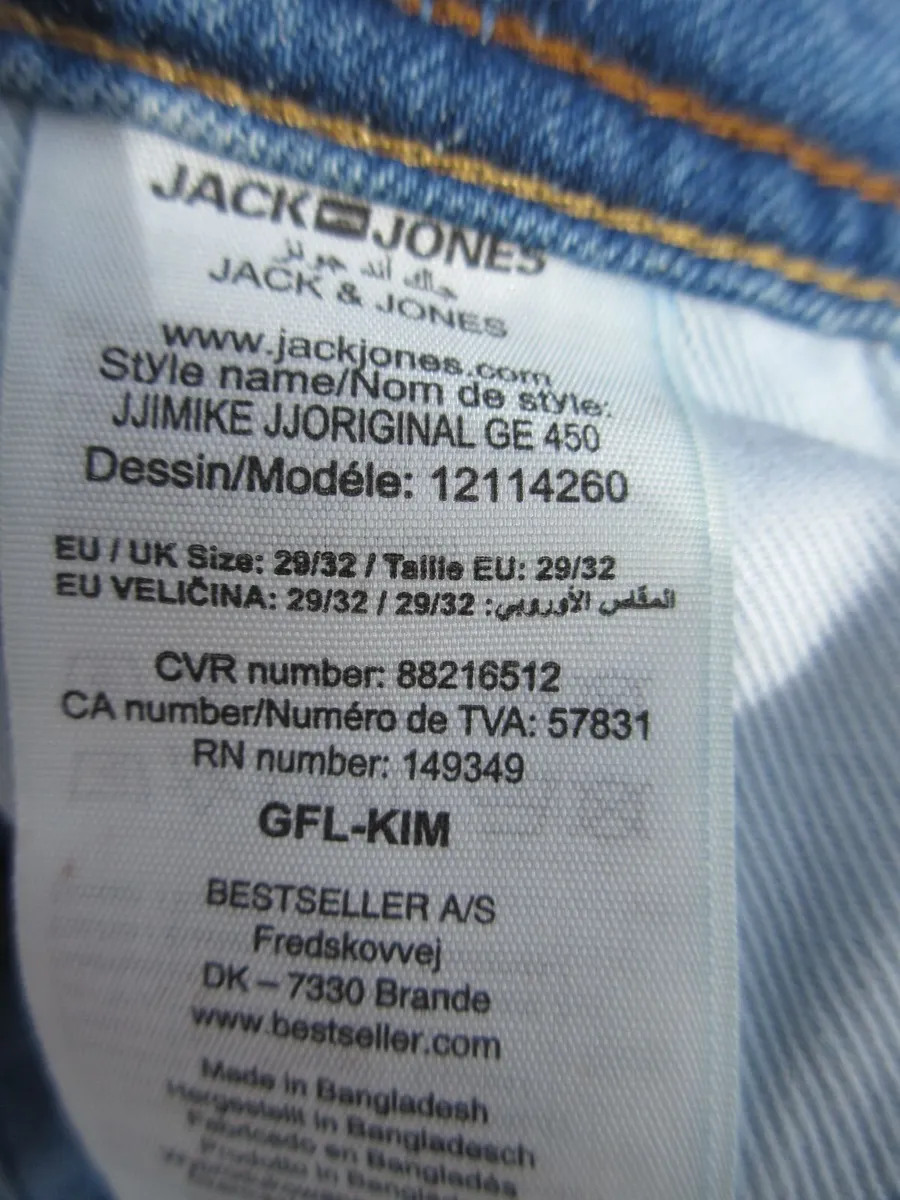 JACK JONES
جاك أند جونز
JACK & JONES
www.jackjones.com
Style name/Nom de style:
JJIMIKE JJORIGINAL GE 450
Dessin/Modéle: 12114260
EU / UK Size: 29/32 / Taille EU: 29/32
EU VELIČINA: 29/32 / 29/32 :المقاس الأوروبي
CVR number: 88216512
CA number/Numéro de TVA: 57831
RN number: 149349
GFL-KIM
BESTSELLER A/S
Fredskovvej
DK – 7330 Brande
www.bestseller.com
Made in Bangladesh
Hergestellt in Bangladesch
Fabricado en Bangladés